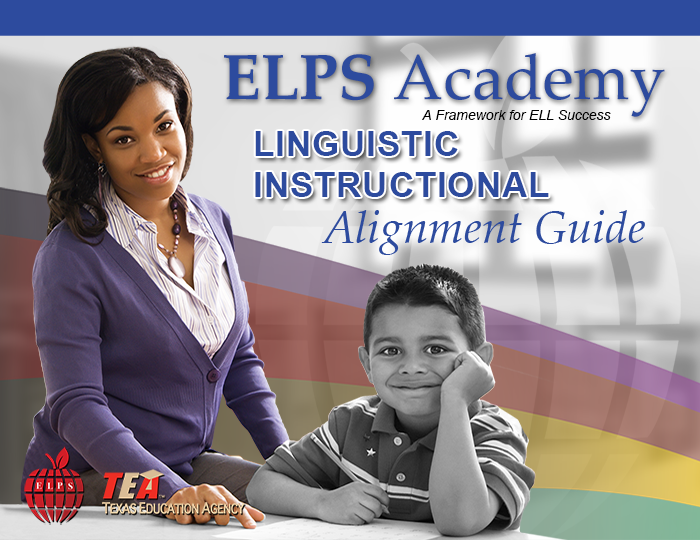 ELPS Academy
A Framework for ELL Success
LINGUISTIC
INSTRUCTIONAL
Alignment Guide
ELPS
TEA
TEXAS EDUCATION AGENCY